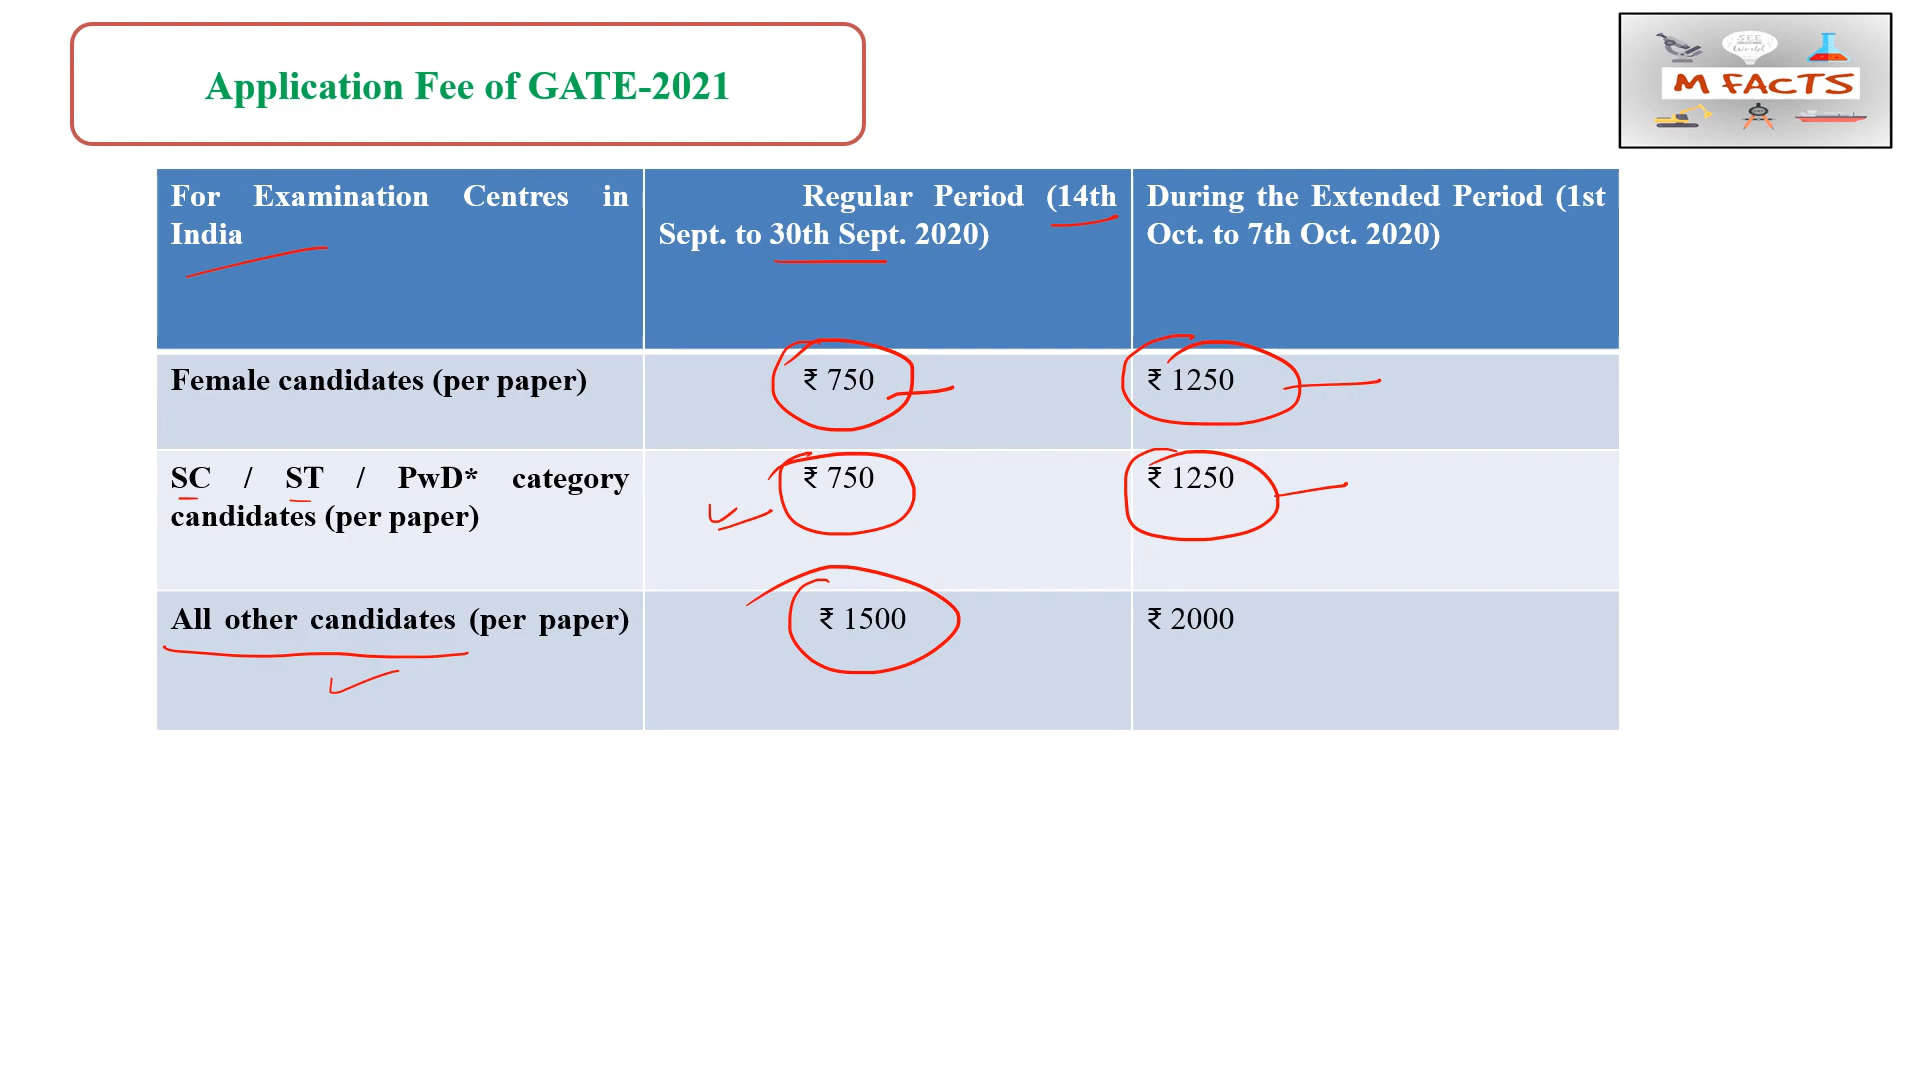 Application Fee of GATE-2021
SEE
World
M FACTS
For Examination Centres in
India
Regular Period (14th
Sept. to 30th Sept. 2020)
During the Extended Period (1st
Oct. to 7th Oct. 2020)
Female candidates (per paper)
₹ 750
₹ 1250
SC / ST / PwD* category
candidates (per paper)
₹ 750
₹ 1250
All other candidates (per paper)
₹ 1500
₹ 2000